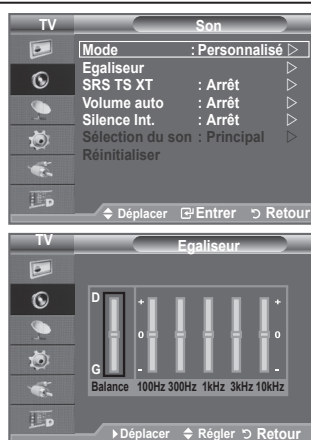 TV Son
Mode : Personnalisé
Egaliseur
SRS TS XT : Arrêt
Volume auto : Arrêt
Silence Int. : Arrêt
Sélection du son : Principal
Réinitialiser
Déplacer Entrer Retour
TV Egaliseur
D + +
0 0
G - -
Balance 100Hz 300Hz 1kHz 3kHz 10kHz
Déplacer Régler Retour